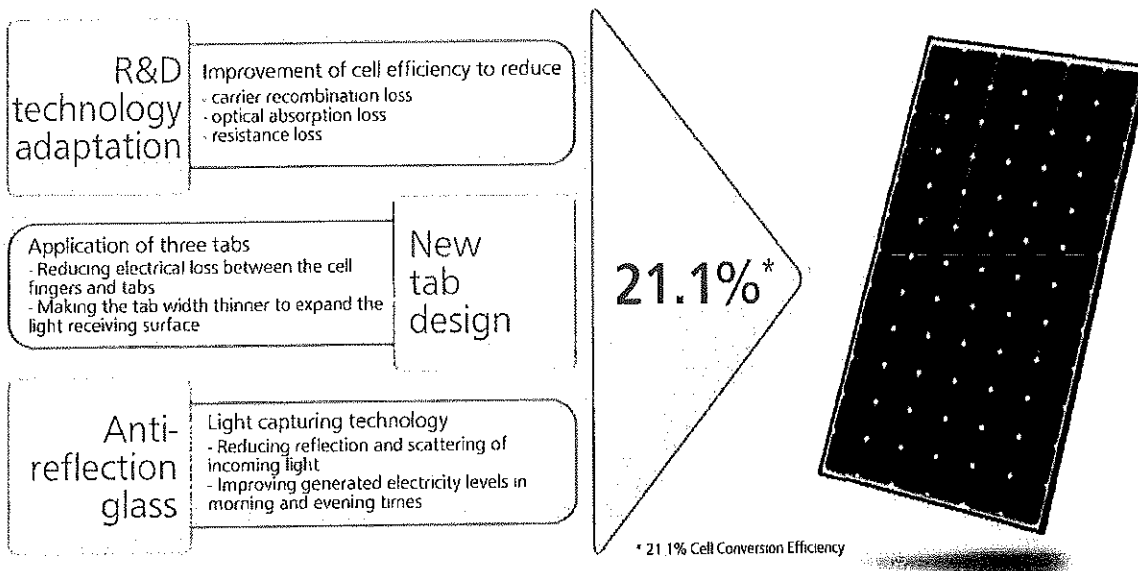 R&D
technology
adaptation
Improvement of cell efficiency to reduce
- carrier recombination loss
- optical absorption loss
- resistance loss
Application of three tabs
- Reducing electrical loss between the cell
fingers and tabs
- Making the tab width thinner to expand the
light receiving surface
New
tab
design
Anti-
reflection
glass
Light capturing technology
- Reducing reflection and scattering of
incoming light
- Improving generated electricity levels in
morning and evening times
21.1%*
* 21 1% Cell Conversion Efficiency